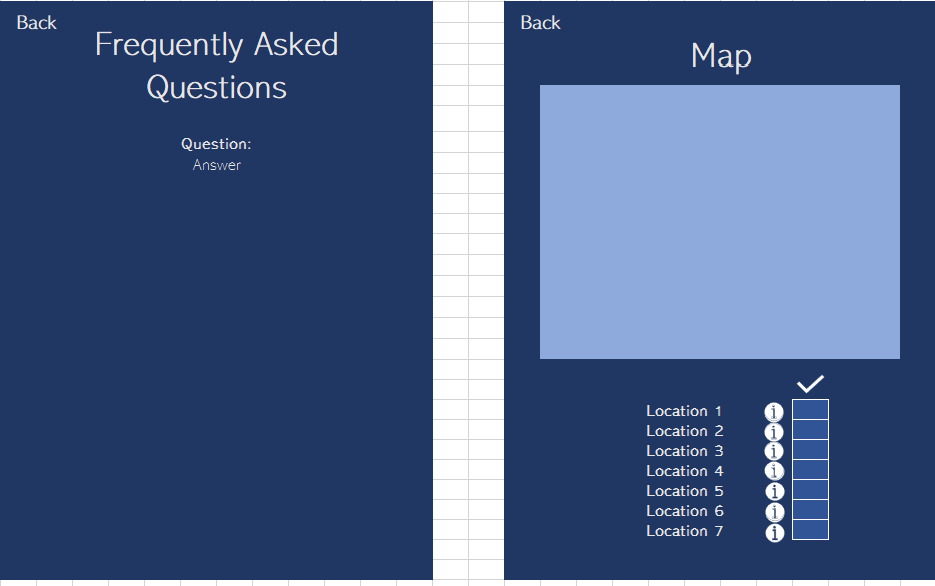 Back
Frequently Asked
Questions
Question:
Answer
Back
Map
Location 1 i
Location 2 i
Location 3 i
Location 4 i
Location 5 i
Location 6 i
Location 7 i